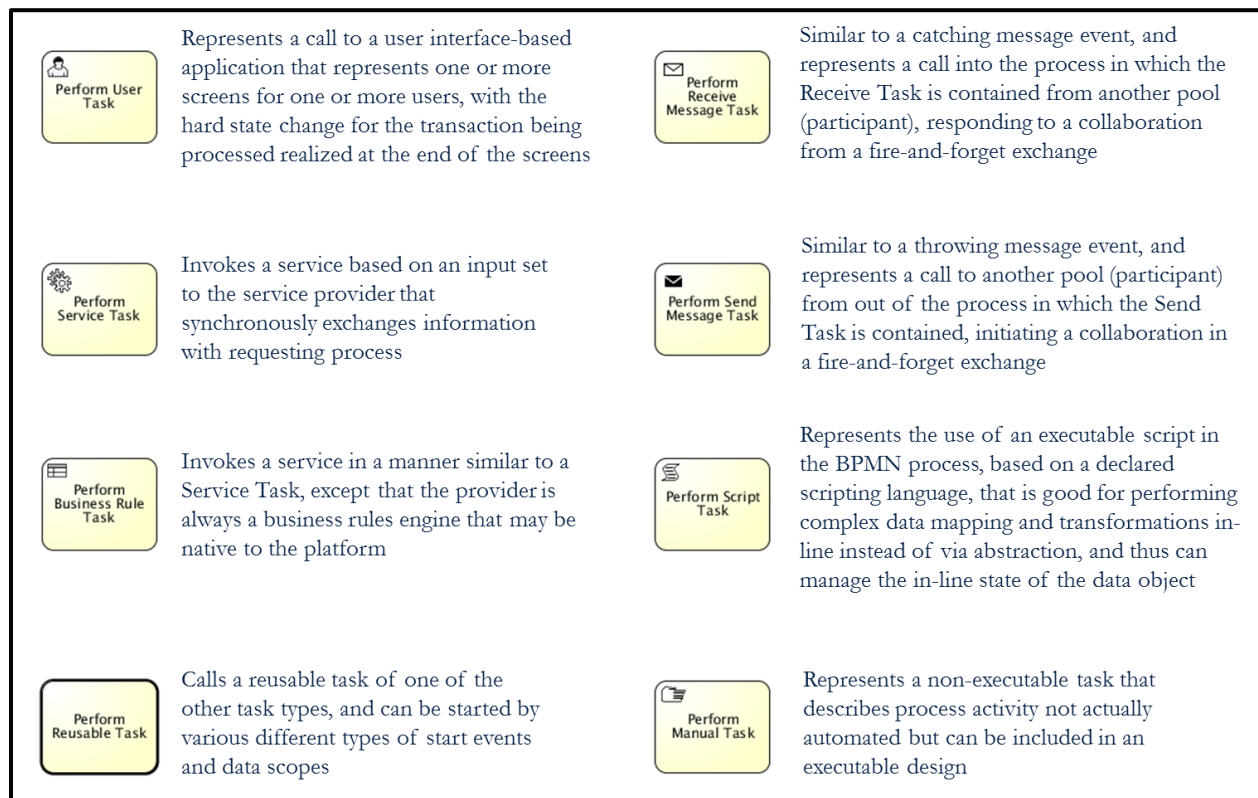 Perform User
Task
Represents a call to a user interface-based
application that represents one or more
screens for one or more users, with the
hard state change for the transaction being
processed realized at the end of the screens
Perform
Receive
Message Task
Similar to a catching message event, and
represents a call into the process in which the
Receive Task is contained from another pool
(participant), responding to a collaboration
from a fire-and-forget exchange
Perform
Service Task
Invokes a service based on an input set
to the service provider that
synchronously exchanges information
with requesting process
Perform Send
Message Task
Similar to a throwing message event, and
represents a call to another pool (participant)
from out of the process in which the Send
Task is contained, initiating a collaboration in
a fire-and-forget exchange
Perform
Business Rule
Task
Invokes a service in a manner similar to a
Service Task, except that the provider is
always a business rules engine that may be
native to the platform
Perform Script
Task
Represents the use of an executable script in
the BPMN process, based on a declared
scripting language, that is good for performing
complex data mapping and transformations in-
line instead of via abstraction, and thus can
manage the in-line state of the data object
Perform
Reusable Task
Calls a reusable task of one of the
other task types, and can be started by
various different types of start events
and data scopes
Perform
Manual Task
Represents a non-executable task that
describes process activity not actually
automated but can be included in an
executable design